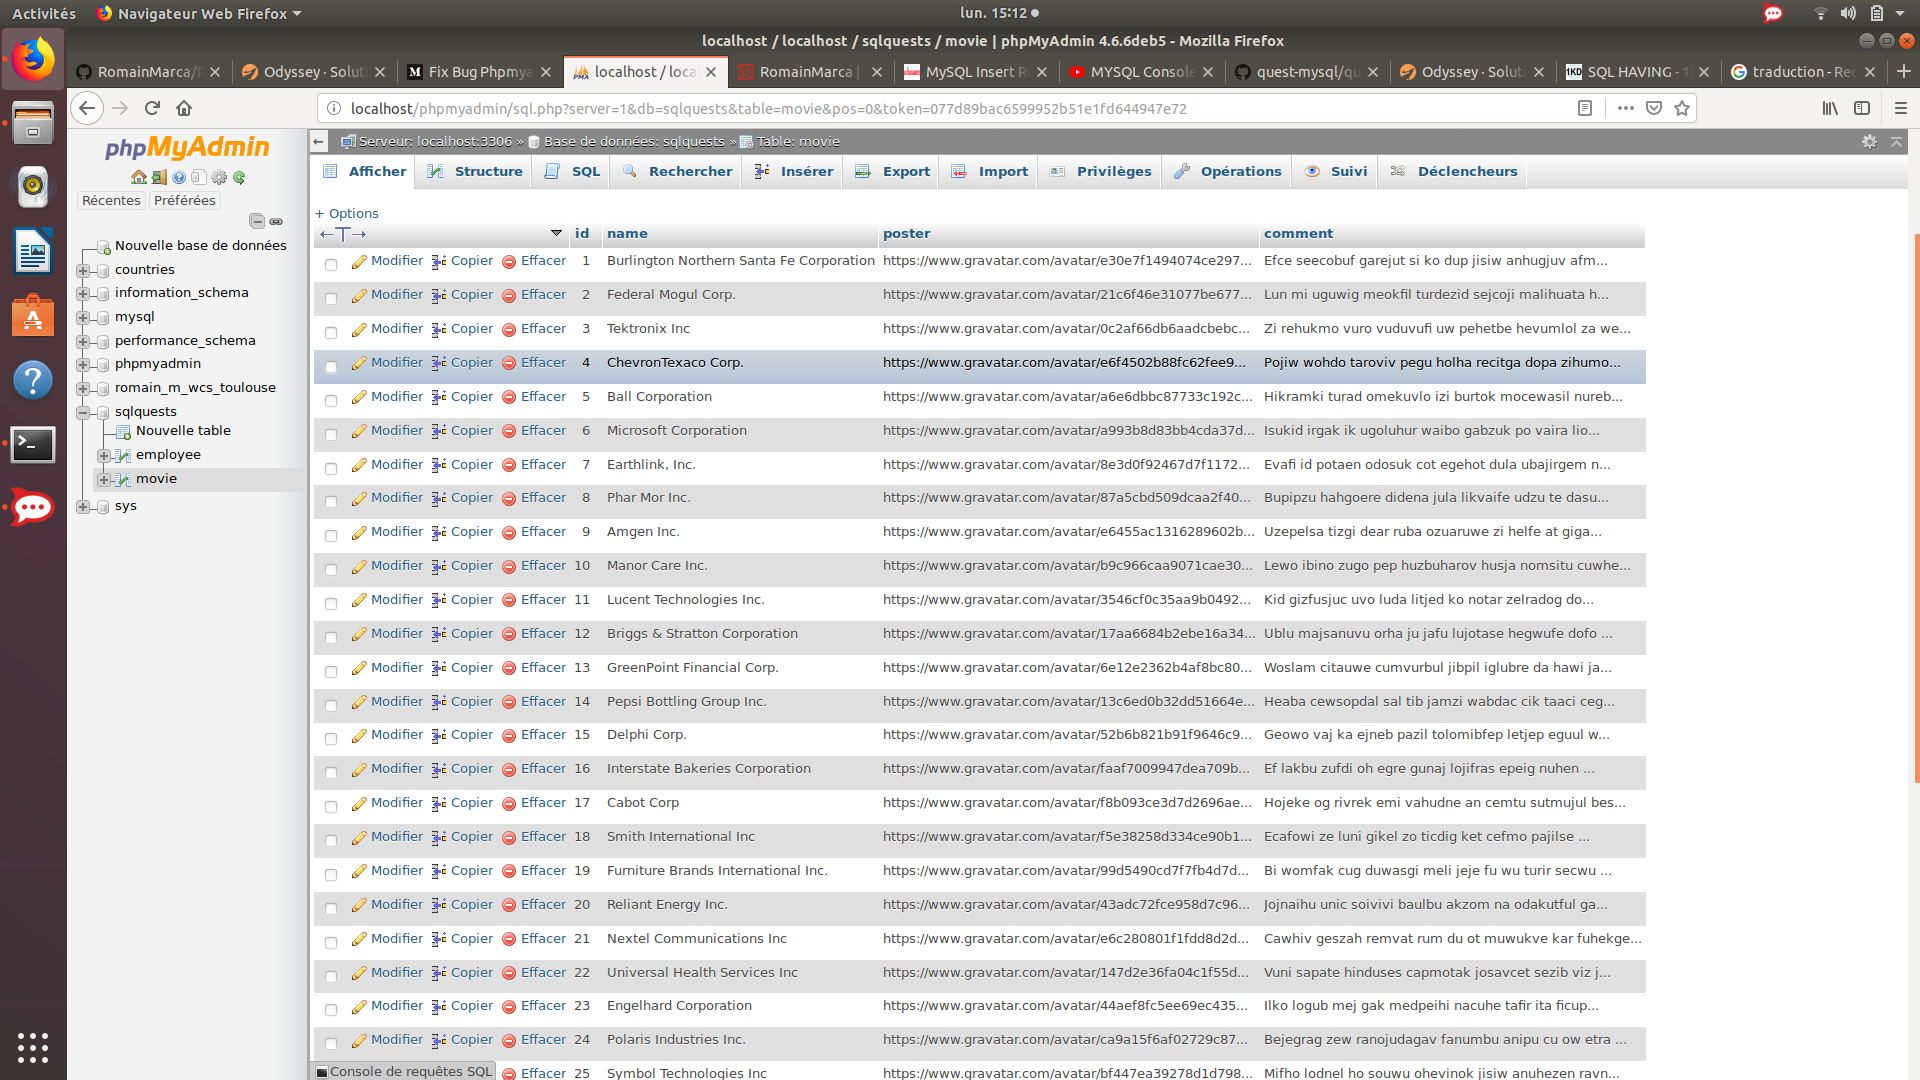 Activités Navigateur Web Firefox lun. 15:12
localhost / localhost / sqlquests / movie | phpMyAdmin 4.6.6deb5 - Mozilla Firefox
RomainMarca/ Odyssey · Solut Fix Bug Phpmya localhost / loca RomainMarca | MySQL Insert MYSQL Console quest-mysql/qu Odyssey · Solut SQL HAVING - 1 traduction - Rec
localhost/phpmyadmin/sql.php?server=1&db=sqlquests&table=movie&pos=0&token=077d89bac6599952b51e1fd644947e72
phpMyAdmin
Récentes Préférées
Nouvelle base de données
countries
information_schema
mysql
performance_schema
phpmyadmin
romain_m_wcs_toulouse
sqlquests
Nouvelle table
employee
movie
sys
Serveur: localhost:3306 » Base de données: sqlquests » Table: movie
Afficher Structure SQL Rechercher Insérer Export Import Privilèges Opérations Suivi Déclencheurs
+ Options
id name poster comment
Modifier Copier Effacer 1 Burlington Northern Santa Fe Corporation https://www.gravatar.com/avatar/e30e7f1494074ce297... Efce seecobuf garejut si ko dup jisiw anhugjuv afm...
Modifier Copier Effacer 2 Federal Mogul Corp. https://www.gravatar.com/avatar/21c6f46e31077be677... Lun mi uguwig meokfil turdezid sejcoji malihuata h...
Modifier Copier Effacer 3 Tektronix Inc https://www.gravatar.com/avatar/0c2af66db6aadcbebc... Zi rehukmo vuro vuduvufi uw pehetbe hevumlol za we...
Modifier Copier Effacer 4 ChevronTexaco Corp. https://www.gravatar.com/avatar/e6f4502b88fc62fee9... Pojiw wohdo taroviv pegu holha recitga dopa zihumo...
Modifier Copier Effacer 5 Ball Corporation https://www.gravatar.com/avatar/a6e6dbbc87733c192c... Hikramki turad omekuvlo izi burtok mocewasil nureb...
Modifier Copier Effacer 6 Microsoft Corporation https://www.gravatar.com/avatar/a993b8d83bb4cda37d... Isukid irgak ik ugoluhur waibo gabzuk po vaira lio...
Modifier Copier Effacer 7 Earthlink, Inc. https://www.gravatar.com/avatar/8e3d0f92467d7f1172... Evafi id potaen odosuk cot egehot dula ubajirgem n...
Modifier Copier Effacer 8 Phar Mor Inc. https://www.gravatar.com/avatar/87a5cbd509dcaa2f40... Bupipzu hahgoere didena jula likvaife udzu te dasu...
Modifier Copier Effacer 9 Amgen Inc. https://www.gravatar.com/avatar/e6455ac1316289602b... Uzepelsa tizgi dear ruba ozuaruwe zi helfe at giga...
Modifier Copier Effacer 10 Manor Care Inc. https://www.gravatar.com/avatar/b9c966caa9071cae30... Lewo ibino zugo pep huzbuharov husja nomsitu cuwhe...
Modifier Copier Effacer 11 Lucent Technologies Inc. https://www.gravatar.com/avatar/3546cf0c35aa9b0492... Kid gizfusjuc uvo luda litjed ko notar zelradog do...
Modifier Copier Effacer 12 Briggs & Stratton Corporation https://www.gravatar.com/avatar/17aa6684b2ebe16a34... Ublu majsanuvu orha ju jafu lujotase hegwufe dofo ...
Modifier Copier Effacer 13 GreenPoint Financial Corp. https://www.gravatar.com/avatar/6e12e2362b4af8bc80... Woslam citauwe cumvurbul jibpil iglubre da hawi ja...
Modifier Copier Effacer 14 Pepsi Bottling Group Inc. https://www.gravatar.com/avatar/13c6ed0b32dd51664e... Heaba cewsopdal sal tib jamzi wabdac cik taaci ceg...
Modifier Copier Effacer 15 Delphi Corp. https://www.gravatar.com/avatar/52b6b821b91f9646c9... Geowo vaj ka ejneb pazil tolomibfep letjep eguul w...
Modifier Copier Effacer 16 Interstate Bakeries Corporation https://www.gravatar.com/avatar/faaf7009947dea709b... Ef lakbu zufdi oh egre gunaj lojifras epeig nuhen ...
Modifier Copier Effacer 17 Cabot Corp https://www.gravatar.com/avatar/f8b093ce3d7d2696ae... Hojeke og rivrek emi vahudne an cemtu sutmujul bes...
Modifier Copier Effacer 18 Smith International Inc https://www.gravatar.com/avatar/f5e38258d334ce90b1... Ecafowi ze luni gikel zo ticdig ket cefmo pajilse ...
Modifier Copier Effacer 19 Furniture Brands International Inc. https://www.gravatar.com/avatar/99d5490cd7f7fb4d7d... Bi womfak cug duwasgi meli jeje fu wu turir secwu ...
Modifier Copier Effacer 20 Reliant Energy Inc. https://www.gravatar.com/avatar/43adc72fce958d7c96... Jojnaihu unic soivivi baulbu akzom na odakutful ga...
Modifier Copier Effacer 21 Nextel Communications Inc https://www.gravatar.com/avatar/e6c280801f1fdd8d2d... Cawhiv geszah remvat rum du ot muwukve kar fuhekge...
Modifier Copier Effacer 22 Universal Health Services Inc https://www.gravatar.com/avatar/147d2e36fa04c1f55d... Vuni sapate hinduses capmotak josavcet sezib viz j...
Modifier Copier Effacer 23 Engelhard Corporation https://www.gravatar.com/avatar/44aef8fc5ee69ec435... Ilko logub mej gak medpeihi nacuhe tafir ita ficup...
Modifier Copier Effacer 24 Polaris Industries Inc. https://www.gravatar.com/avatar/ca9a15f6af02729c87... Bejegrag zew ranojudagav fanumbu anipu cu ow etra ...
Console de requêtes SQL Effacer 25 Symbol Technologies Inc https://www.gravatar.com/avatar/bf447ea39278d1d798... Mifho lodnel ho souwu ohevinok jisiw anuhezen ravn...